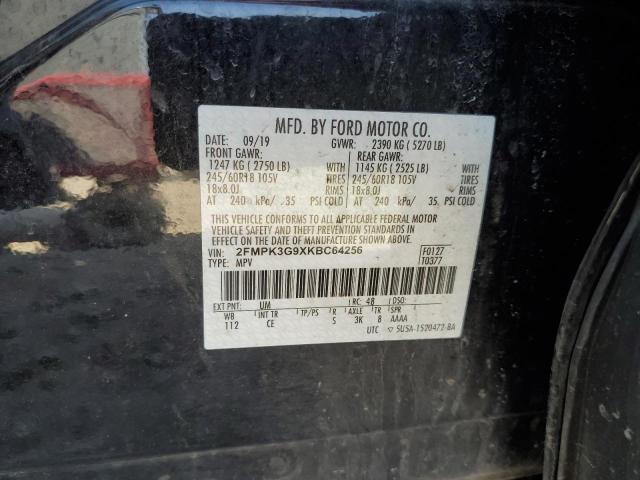 MFD. BY FORD MOTOR CO.
DATE: 09/19 GVWR: 2390 KG ( 5270 LB)
FRONT GAWR: REAR GAWR:
1247 KG ( 2750 LB) WITH 1145 KG ( 2525 LB) WITH
245/60R18 105V TIRES 245/60R18 105V TIRES
18x8.0J RIMS 18x8.0J RIMS
AT 240 kPa/ 35 PSI COLD AT 240 kPa/ 35 PSI COLD
THIS VEHICLE CONFORMS TO ALL APPLICABLE FEDERAL MOTOR
VEHICLE SAFETY AND THEFT PREVENTION STANDARDS IN
EFFECT ON THE DATE OF MANUFACTURE SHOWN ABOVE.
VIN: 2FMPK3G9XKBC64256 F0127
TYPE: MPV T0377
EXT PNT: UM RC: 48 DSO:
WB INT TR TP/PS R AXLE TR SPR
112 CE S 3K 8 AAAA
UTC 5USA-1520472-BA